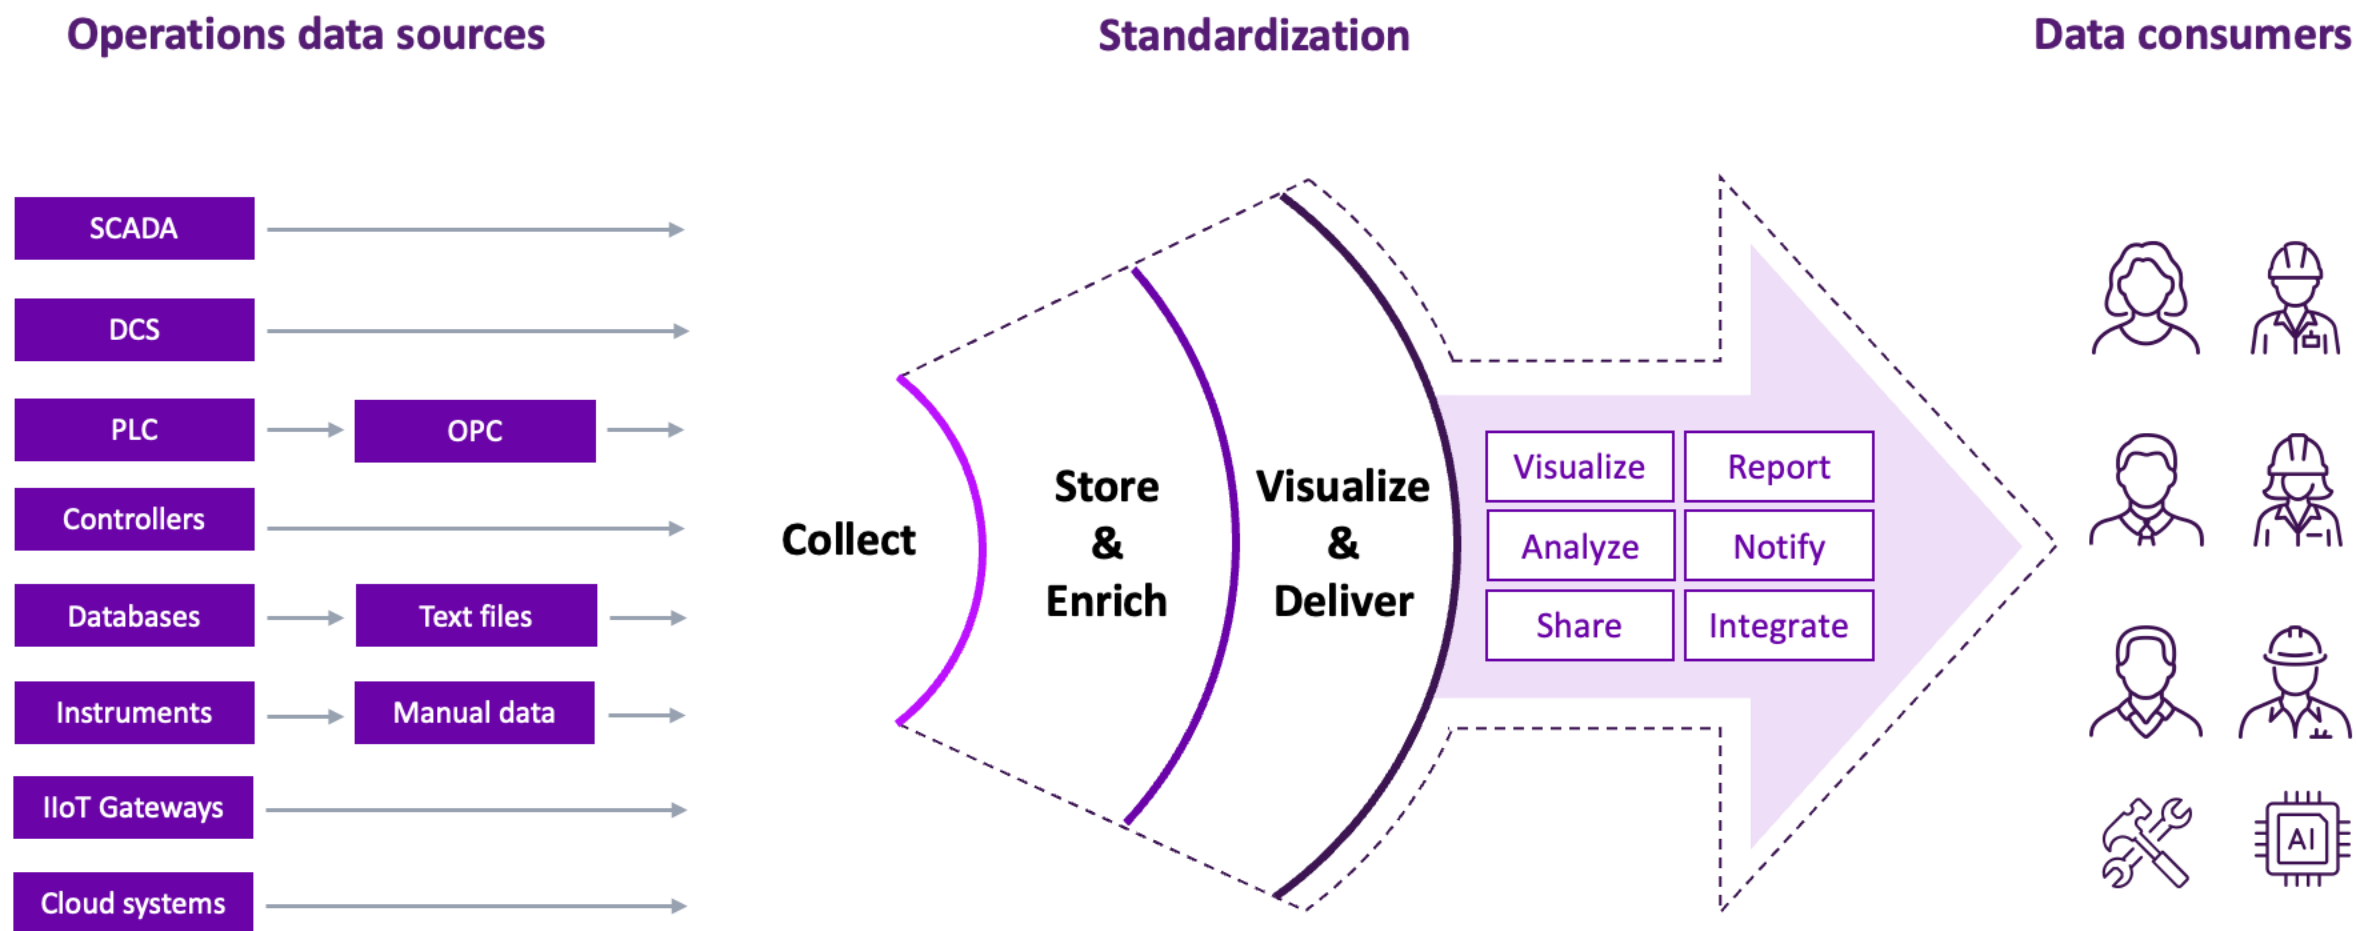 Operations data sources
Standardization
Data consumers
SCADA
DCS
PLC
OPC
Controllers
Databases
Text files
Instruments
Manual data
IIoT Gateways
Cloud systems
Collect
Store
&
Enrich
Visualize
&
Deliver
Visualize
Report
Analyze
Notify
Share
Integrate
AI